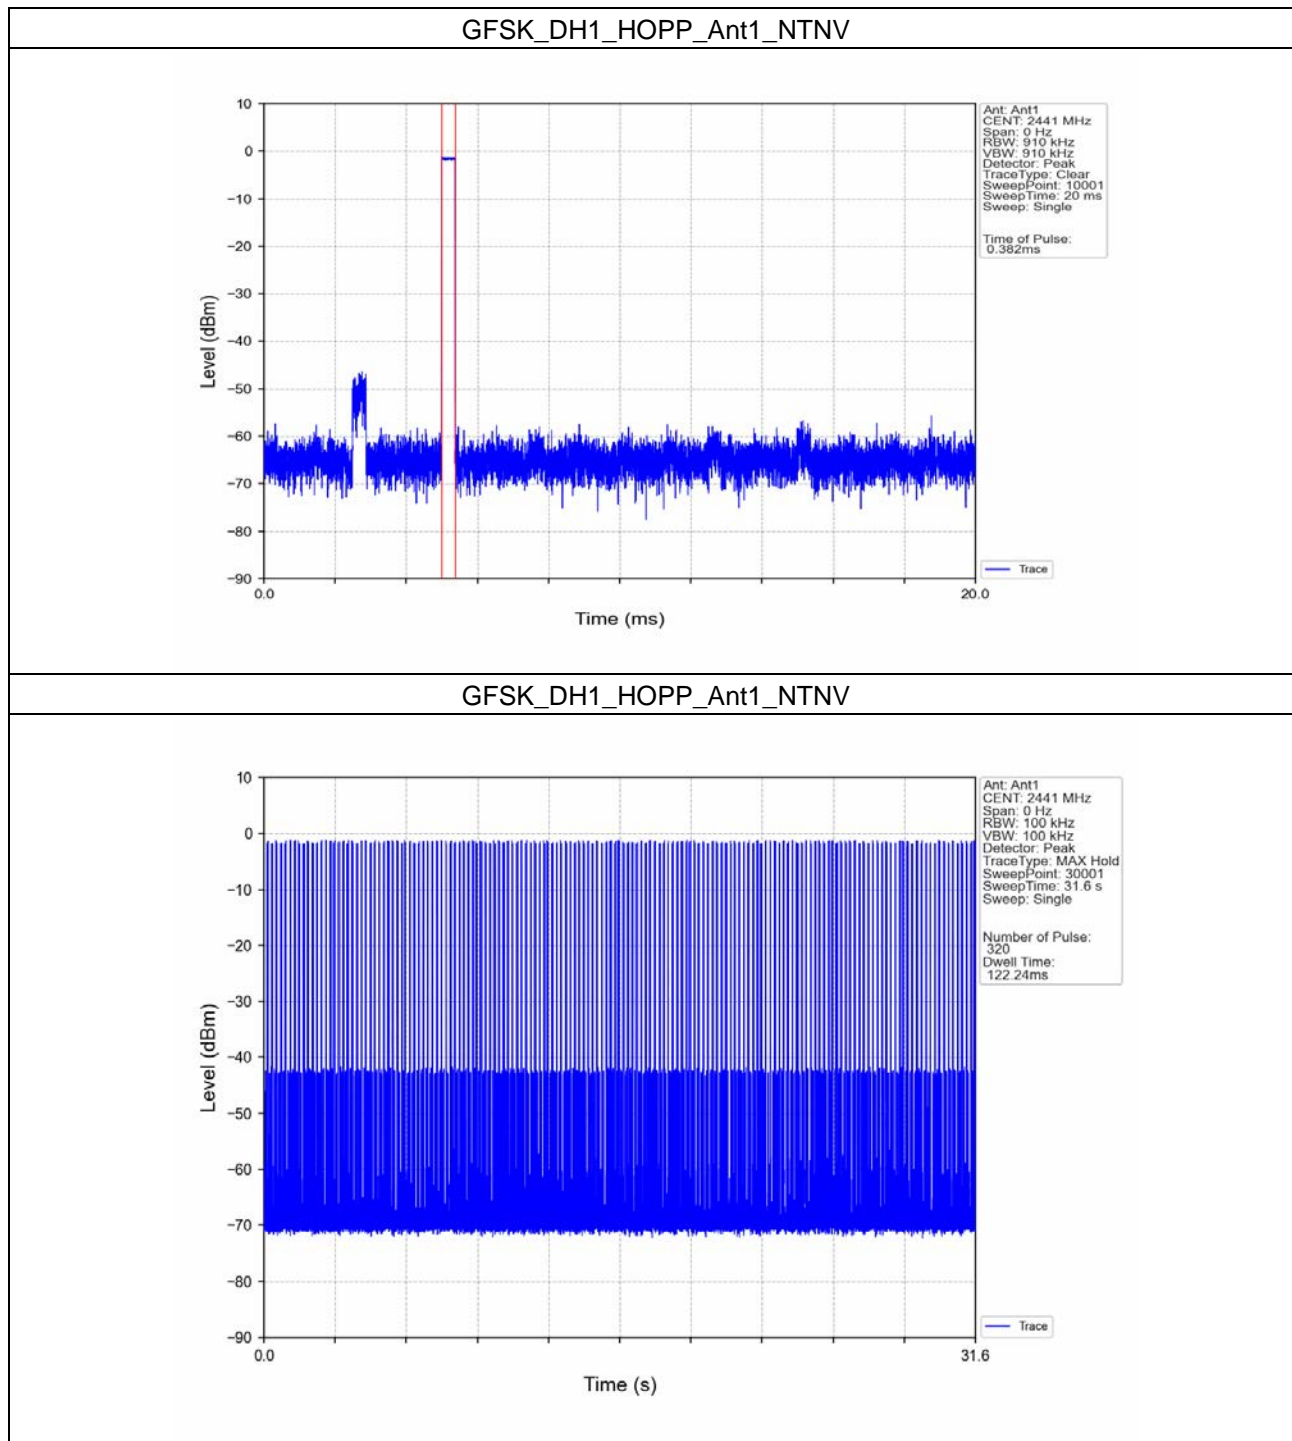 GFSK_DH1_HOPP_Ant1_NTNV
Ant: Ant1
CENT: 2441 MHz
Span: 0 Hz
RBW: 910 kHz
VBW: 910 kHz
Detector: Peak
TraceType: Clear
SweepPoint: 10001
SweepTime: 20 ms
Sweep: Single
Time of Pulse:
0.382ms
10
0
−10
−20
−30
−40
−50
−60
−70
−80
−90
Level (dBm)
0.0
20.0
Time (ms)
Trace
GFSK_DH1_HOPP_Ant1_NTNV
Ant: Ant1
CENT: 2441 MHz
Span: 0 Hz
RBW: 100 kHz
VBW: 100 kHz
Detector: Peak
TraceType: MAX Hold
SweepPoint: 30001
SweepTime: 31.6 s
Sweep: Single
Number of Pulse:
320
Dwell Time:
122.24ms
10
0
−10
−20
−30
−40
−50
−60
−70
−80
−90
Level (dBm)
0.0
31.6
Time (s)
Trace